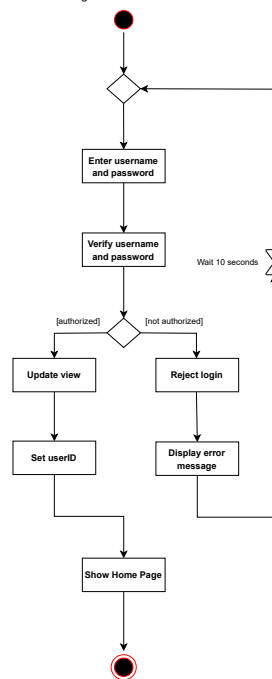 Enter username
and password
Verify username
and password
Wait 10 seconds
[authorized]
[not authorized]
Update view
Reject login
Set userID
Display error
message
Show Home Page